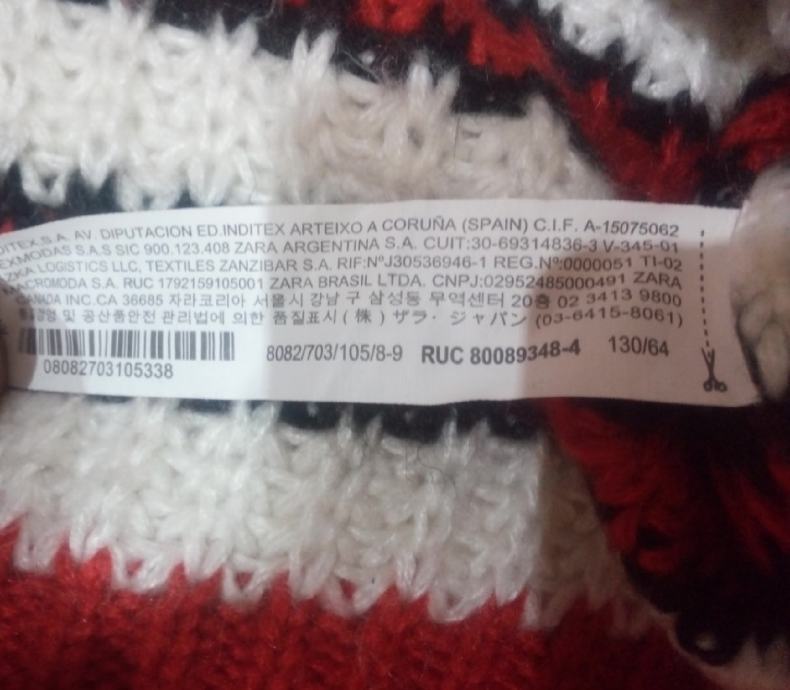 DITEX,S.A. AV. DIPUTACION ED.INDITEX ARTEIXO A CORUÑA (SPAIN) C.I.F. A-15075062
EXMODAS S.A.S SIC 900.123.408 ZARA ARGENTINA S.A. CUIT:30-69314836-3 V-345-01
ZKA LOGISTICS LLC, TEXTILES ZANZIBAR S.A. RIF:NºJ30536946-1 REG.Nº:0000051 TI-02
MACROMODA S.A. RUC 1792159105001 ZARA BRASIL LTDA. CNPJ:02952485000491 ZARA
CANADA INC.CA 36685 자라코리아 서울시 강남구 삼성동 무역센터 20층 02 3413 9800
및 공산품안전 관리법에 의한 품질표시 (株) ザラ・ジャパン (03-6415-8061)
08082703105338
8082/703/105/8-9 RUC 80089348-4 130/64